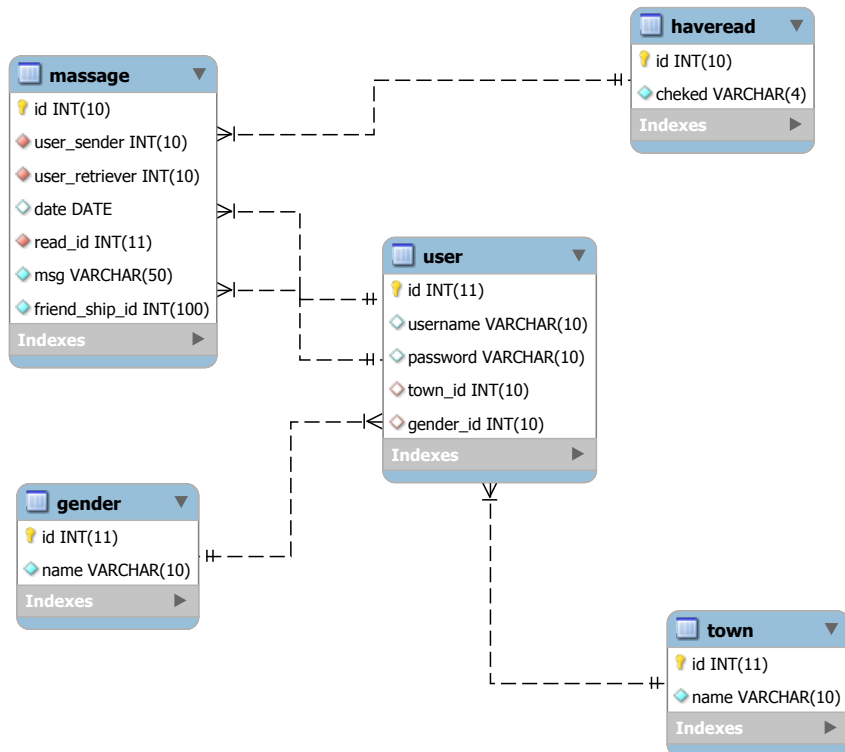 massage
id INT(10)
user_sender INT(10)
user_retriever INT(10)
date DATE
read_id INT(11)
msg VARCHAR(50)
friend_ship_id INT(100)
Indexes
haveread
id INT(10)
cheked VARCHAR(4)
Indexes
user
id INT(11)
username VARCHAR(10)
password VARCHAR(10)
town_id INT(10)
gender_id INT(10)
Indexes
gender
id INT(11)
name VARCHAR(10)
Indexes
town
id INT(11)
name VARCHAR(10)
Indexes